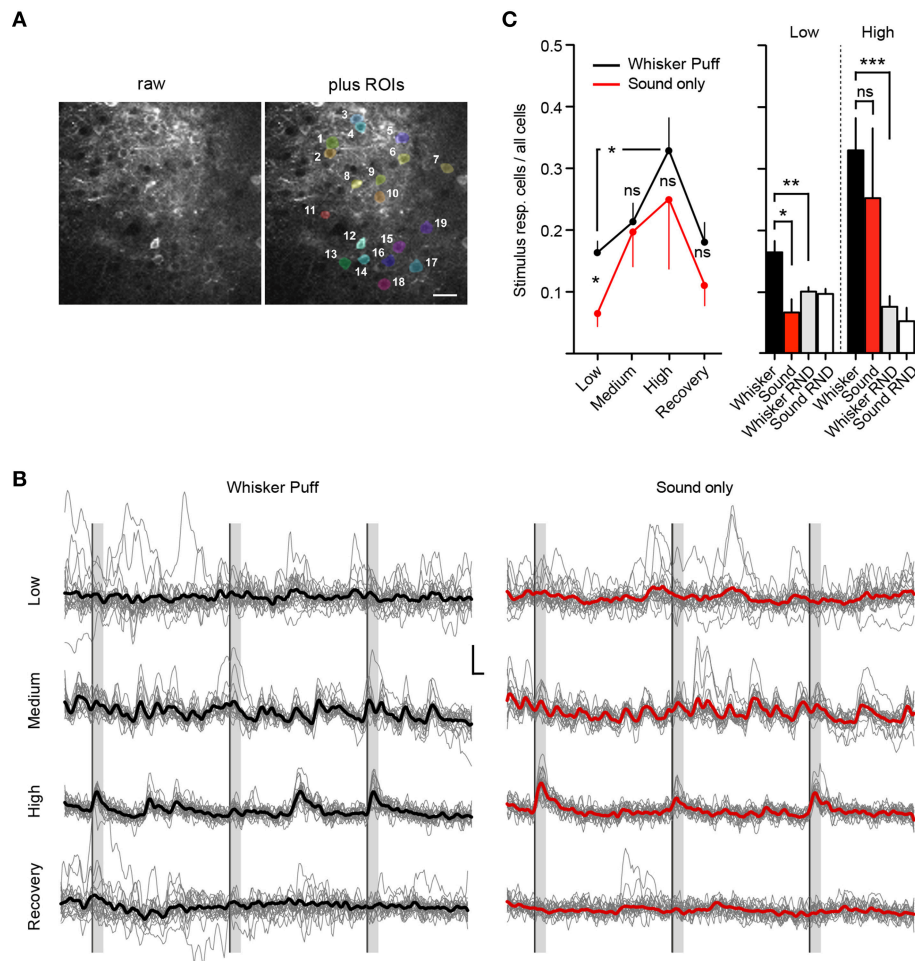 A
raw
plus ROIs
1
2
3
4
5
6
7
8
9
10
11
12
13
14
15
16
17
18
19
C
Stimulus resp. cells / all cells
0.5
0.4
0.3
0.2
0.1
Whisker Puff
Sound only
*
*
ns
ns
ns
Low
Medium
High
Recovery
Low
High
**
*
***
ns
Whisker
Sound
Whisker RND
Sound RND
Whisker
Sound
Whisker RND
Sound RND
B
Whisker Puff
Sound only
Low
Medium
High
Recovery